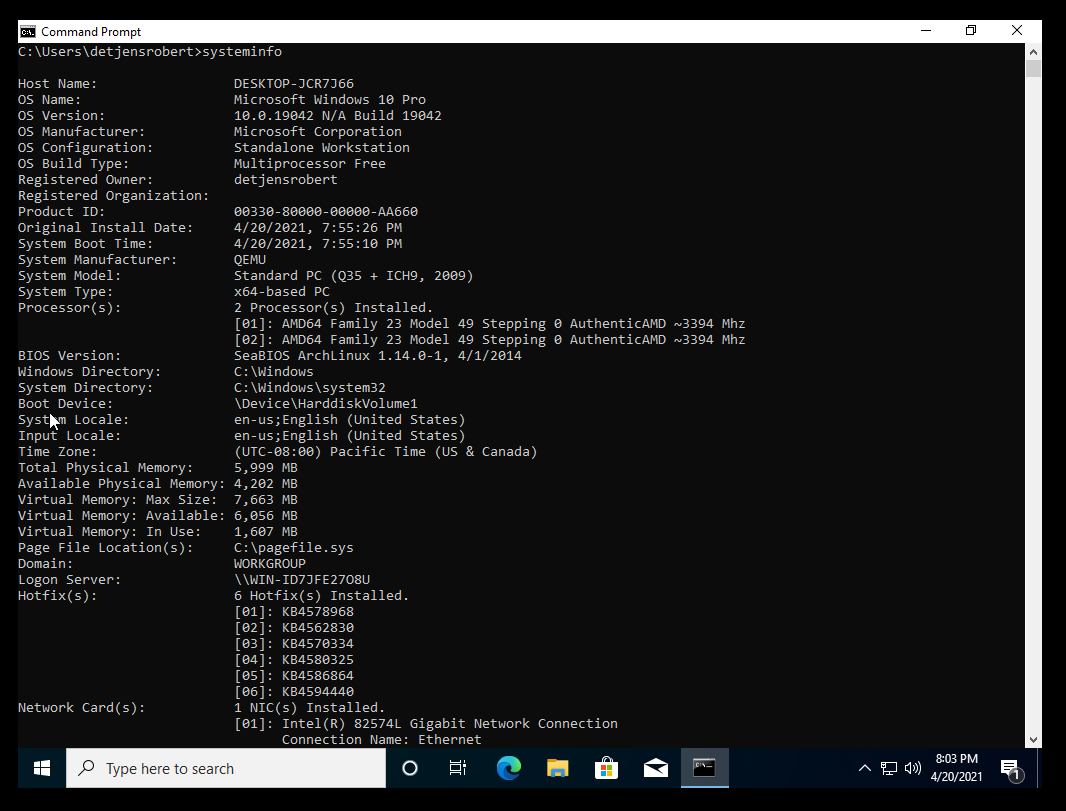 Command Prompt
C:\Users\detjensrobert>systeminfo
Host Name: DESKTOP-JCR7J66
OS Name: Microsoft Windows 10 Pro
OS Version: 10.0.19042 N/A Build 19042
OS Manufacturer: Microsoft Corporation
OS Configuration: Standalone Workstation
OS Build Type: Multiprocessor Free
Registered Owner: detjensrobert
Registered Organization:
Product ID: 00330-80000-00000-AA660
Original Install Date: 4/20/2021, 7:55:26 PM
System Boot Time: 4/20/2021, 7:55:10 PM
System Manufacturer: QEMU
System Model: Standard PC (Q35 + ICH9, 2009)
System Type: x64-based PC
Processor(s): 2 Processor(s) Installed.
[01]: AMD64 Family 23 Model 49 Stepping 0 AuthenticAMD ~3394 Mhz
[02]: AMD64 Family 23 Model 49 Stepping 0 AuthenticAMD ~3394 Mhz
BIOS Version: SeaBIOS ArchLinux 1.14.0-1, 4/1/2014
Windows Directory: C:\Windows
System Directory: C:\Windows\system32
Boot Device: \Device\HarddiskVolume1
System Locale: en-us;English (United States)
Input Locale: en-us;English (United States)
Time Zone: (UTC-08:00) Pacific Time (US & Canada)
Total Physical Memory: 5,999 MB
Available Physical Memory: 4,202 MB
Virtual Memory: Max Size: 7,663 MB
Virtual Memory: Available: 6,056 MB
Virtual Memory: In Use: 1,607 MB
Page File Location(s): C:\pagefile.sys
Domain: WORKGROUP
Logon Server: \\WIN-ID7JFE27O8U
Hotfix(s): 6 Hotfix(s) Installed.
[01]: KB4578968
[02]: KB4562830
[03]: KB4570334
[04]: KB4580325
[05]: KB4586864
[06]: KB4594440
Network Card(s): 1 NIC(s) Installed.
[01]: Intel(R) 82574L Gigabit Network Connection
Connection Name: Ethernet
Type here to search
8:03 PM
4/20/2021
1